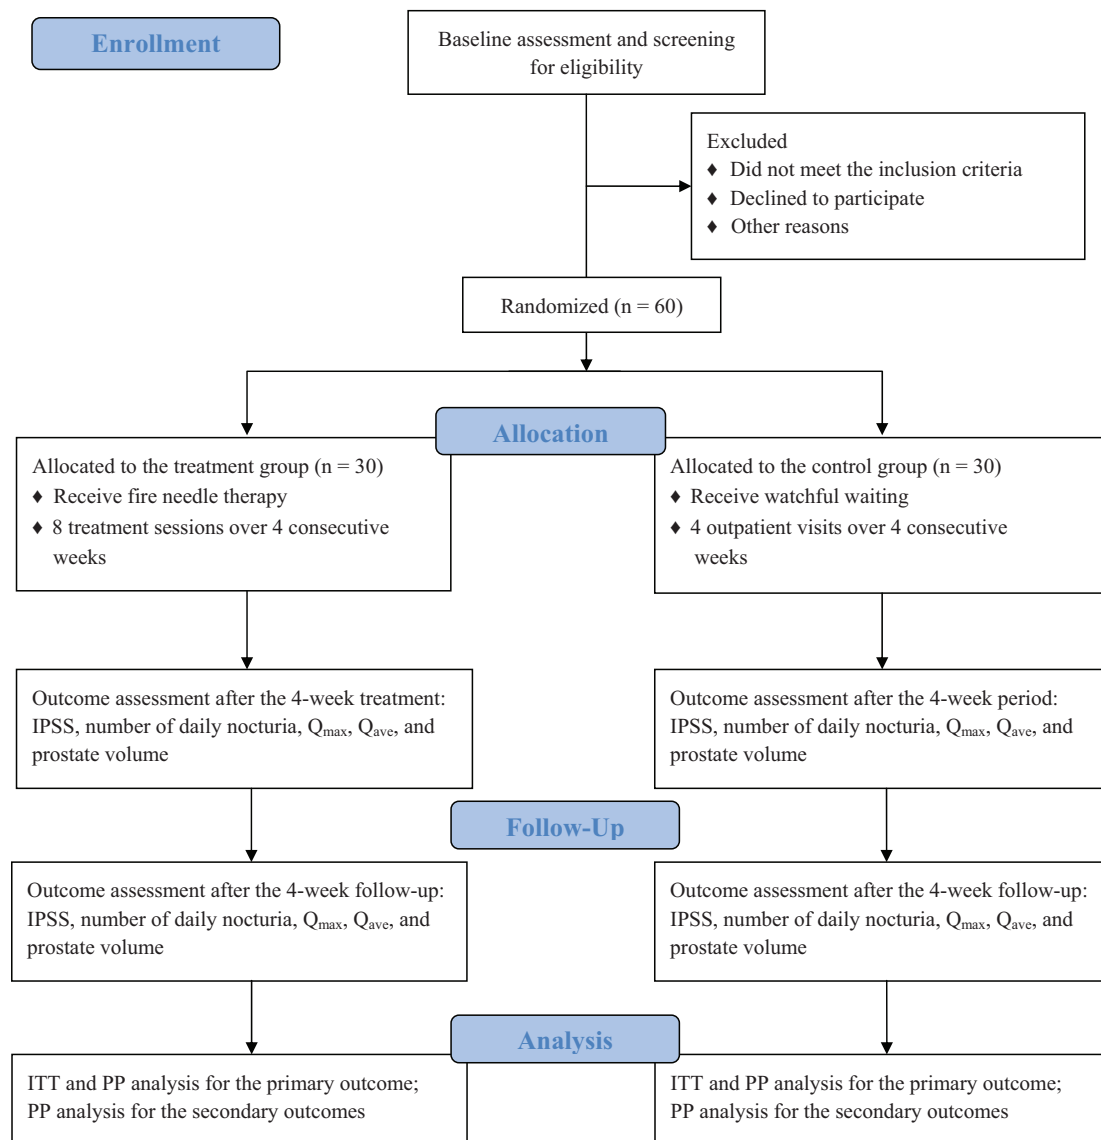 Enrollment
Baseline assessment and screening
for eligibility
Excluded
♦ Did not meet the inclusion criteria
♦ Declined to participate
♦ Other reasons
Randomized (n = 60)
Allocation
Allocated to the treatment group (n = 30)
♦ Receive fire needle therapy
♦ 8 treatment sessions over 4 consecutive
weeks
Allocated to the control group (n = 30)
♦ Receive watchful waiting
♦ 4 outpatient visits over 4 consecutive
weeks
Outcome assessment after the 4-week treatment:
IPSS, number of daily nocturia, Qmax, Qave, and
prostate volume
Outcome assessment after the 4-week period:
IPSS, number of daily nocturia, Qmax, Qave, and
prostate volume
Follow-Up
Outcome assessment after the 4-week follow-up:
IPSS, number of daily nocturia, Qmax, Qave, and
prostate volume
Outcome assessment after the 4-week follow-up:
IPSS, number of daily nocturia, Qmax, Qave, and
prostate volume
Analysis
ITT and PP analysis for the primary outcome;
PP analysis for the secondary outcomes
ITT and PP analysis for the primary outcome;
PP analysis for the secondary outcomes